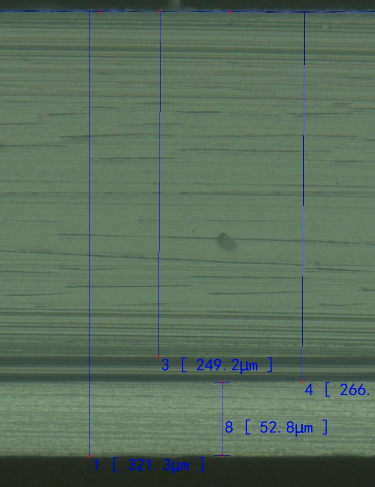 3 [ 249.2μm ]
4 [ 266.
8 [ 52.8μm ]
1 [ 321.3μm ]